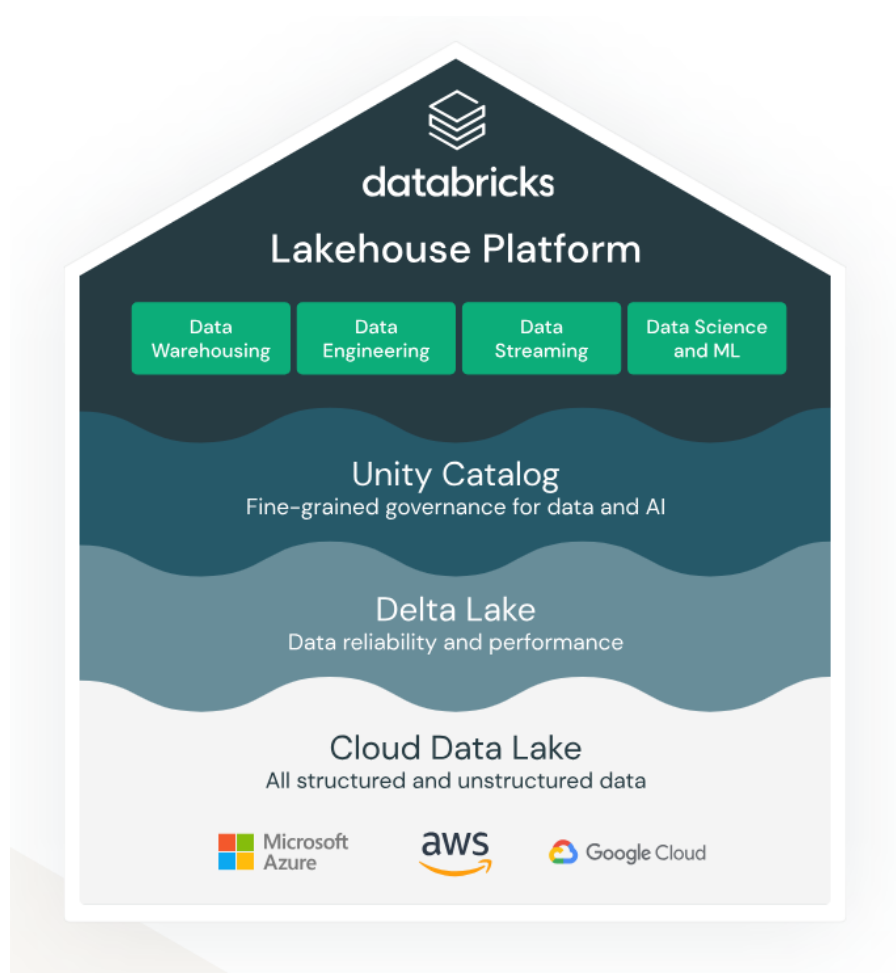 databricks
Lakehouse Platform
Data
Warehousing
Data
Engineering
Data
Streaming
Data Science
and ML
Unity Catalog
Fine-grained governance for data and AI
Delta Lake
Data reliability and performance
Cloud Data Lake
All structured and unstructured data
Microsoft
Azure
aws
Google Cloud